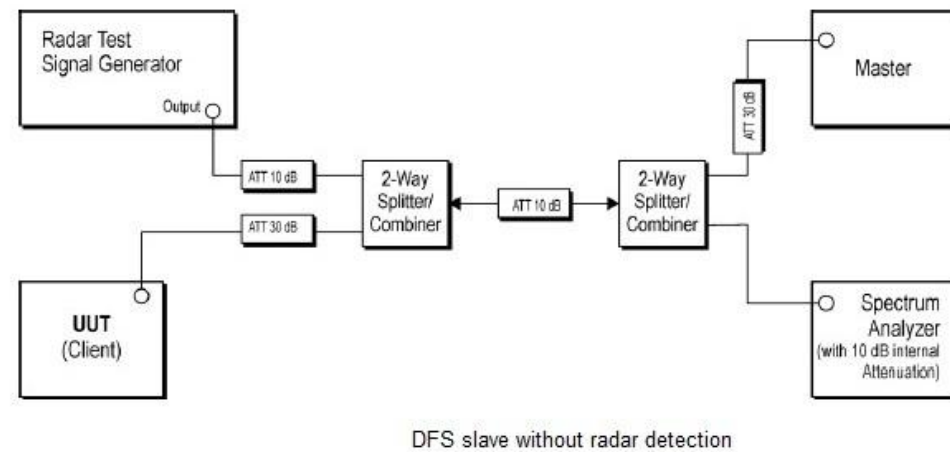 Radar Test
Signal Generator
Output
ATT 10 dB
ATT 30 dB
UUT
(Client)
2-Way
Splitter/
Combiner
ATT 10 dB
2-Way
Splitter/
Combiner
ATT 30 dB
Master
Spectrum
Analyzer
(with 10 dB internal
Attenuation)
DFS slave without radar detection